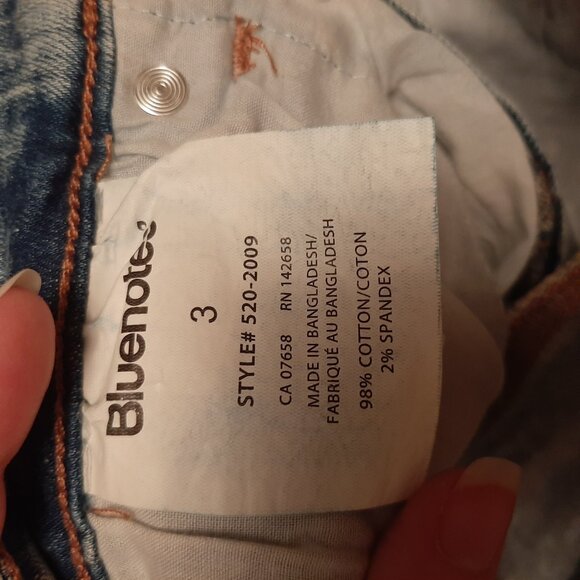 Bluenotes
3
STYLE# 520-2009
CA 07658 RN 142658
MADE IN BANGLADESH/
FABRIQUÉ AU BANGLADESH
98% COTTON/COTON
2% SPANDEX